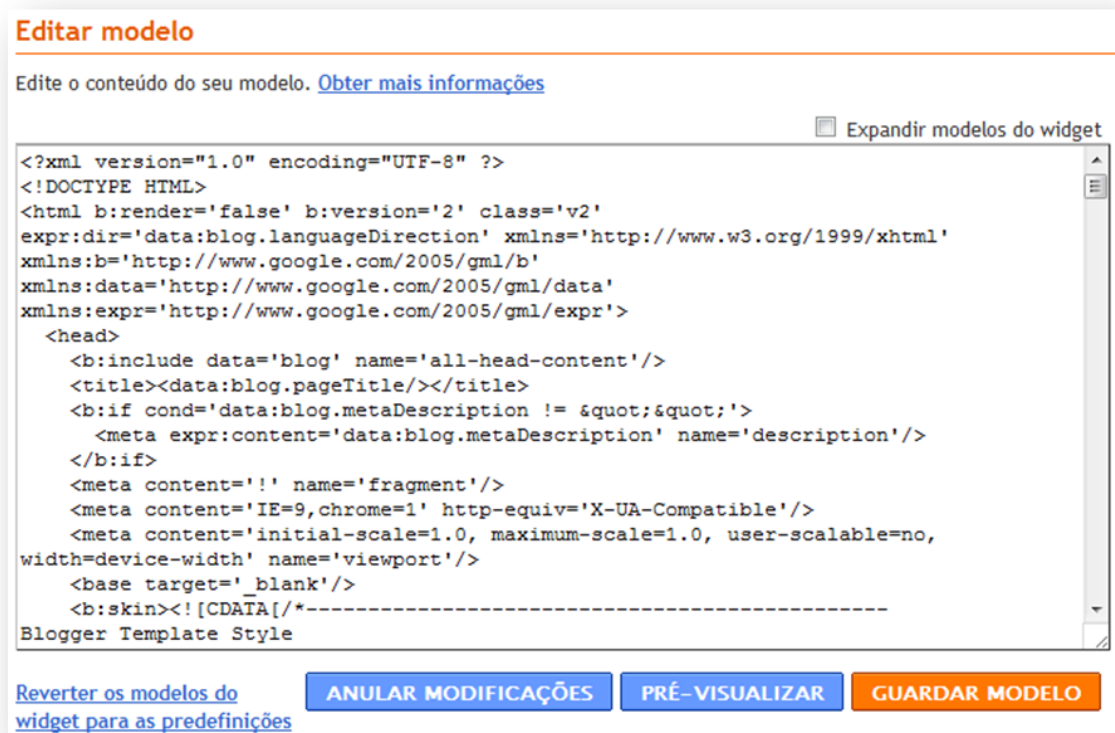 Editar modelo
Edite o conteúdo do seu modelo. Obter mais informações
Expandir modelos do widget
<?xml version="1.0" encoding="UTF-8" ?>
<!DOCTYPE HTML>
<html b:render='false' b:version='2' class='v2'
expr:dir='data:blog.languageDirection' xmlns='http://www.w3.org/1999/xhtml'
xmlns:b='http://www.google.com/2005/gml/b'
xmlns:data='http://www.google.com/2005/gml/data'
xmlns:expr='http://www.google.com/2005/gml/expr'>
  <head>
    <b:include data='blog' name='all-head-content'/>
    <title><data:blog.pageTitle/></title>
    <b:if cond='data:blog.metaDescription != &quot;&quot;'>
      <meta expr:content='data:blog.metaDescription' name='description'/>
    </b:if>
    <meta content='!' name='fragment'/>
    <meta content='IE=9,chrome=1' http-equiv='X-UA-Compatible'/>
    <meta content='initial-scale=1.0, maximum-scale=1.0, user-scalable=no,
width=device-width' name='viewport'/>
    <base target='_blank'/>
    <b:skin><![CDATA[/*-----------------------------------------------
Blogger Template Style
Reverter os modelos do
widget para as predefinições
ANULAR MODIFICAÇÕES
PRÉ-VISUALIZAR
GUARDAR MODELO